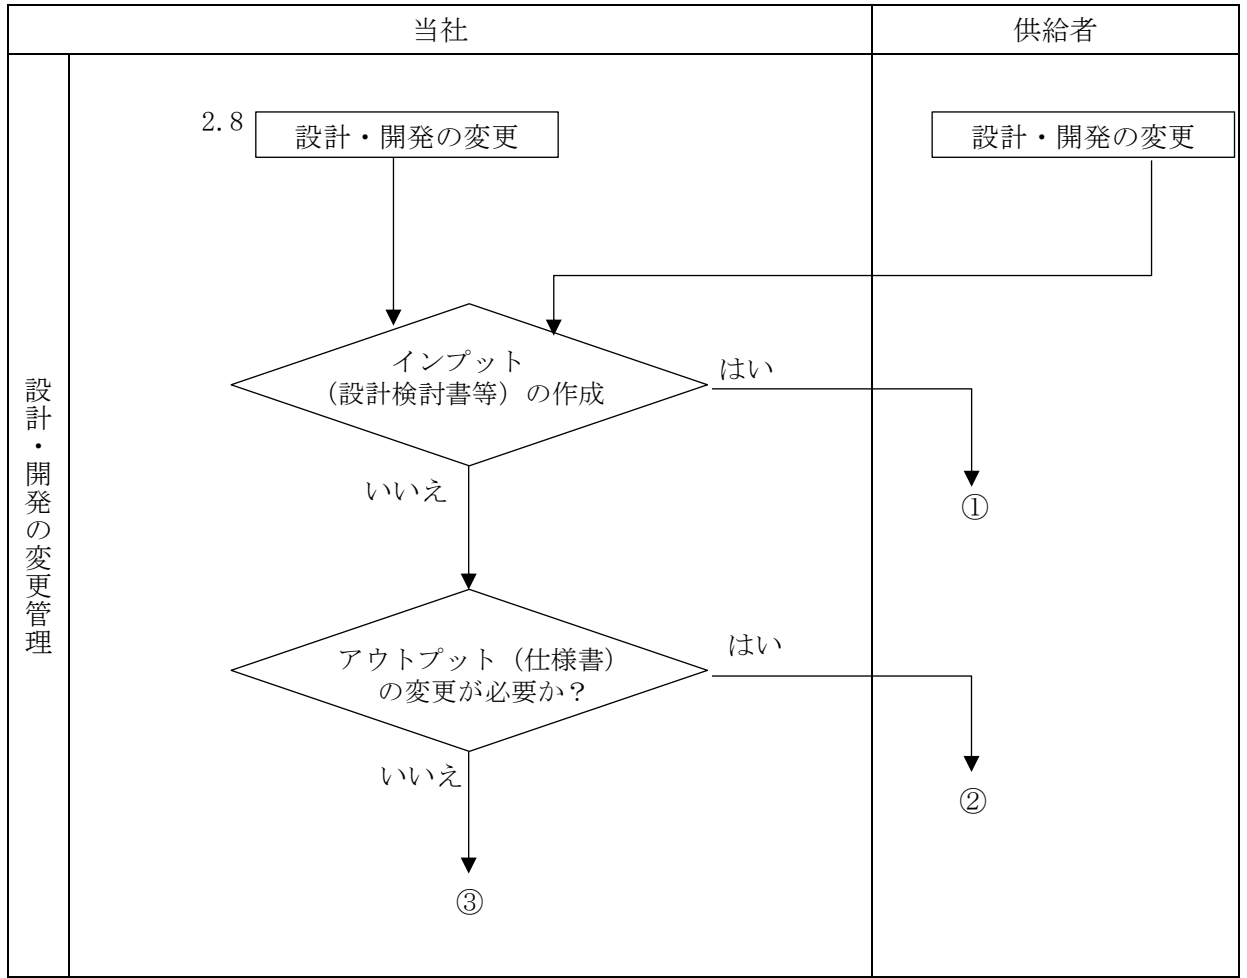 当社
供給者
2.8
設計・開発の変更
設計・開発の変更
インプット
（設計検討書等）の作成
はい
①
いいえ
アウトプット（仕様書）
の変更が必要か？
はい
②
いいえ
③
設計・開発の変更管理